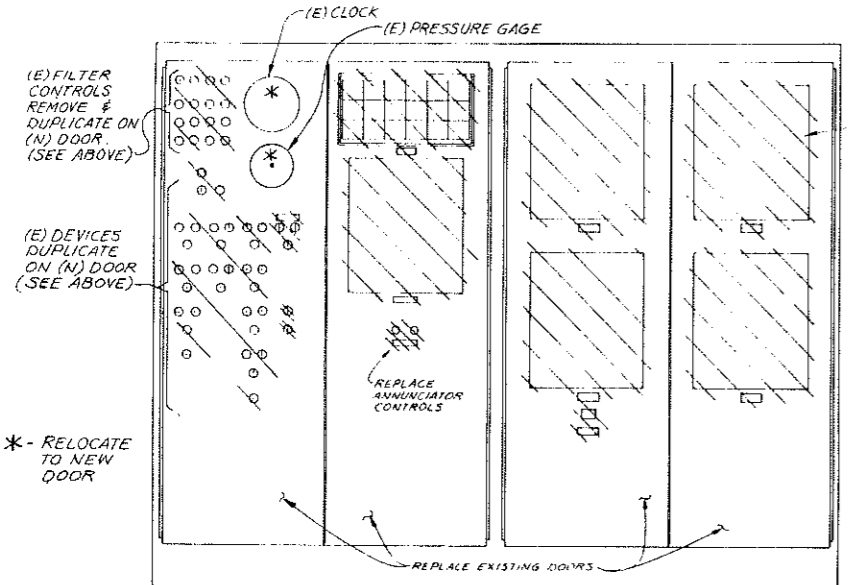 (E) CLOCK
(E) PRESSURE GAGE
(E) FILTER
CONTROLS
REMOVE &
DUPLICATE ON
(N) DOOR.
(SEE ABOVE)
(E) DEVICES
DUPLICATE
ON (N) DOOR
(SEE ABOVE)
REPLACE
ANNUNCIATOR
CONTROLS
* - RELOCATE
TO NEW
DOOR
REPLACE EXISTING DOORS